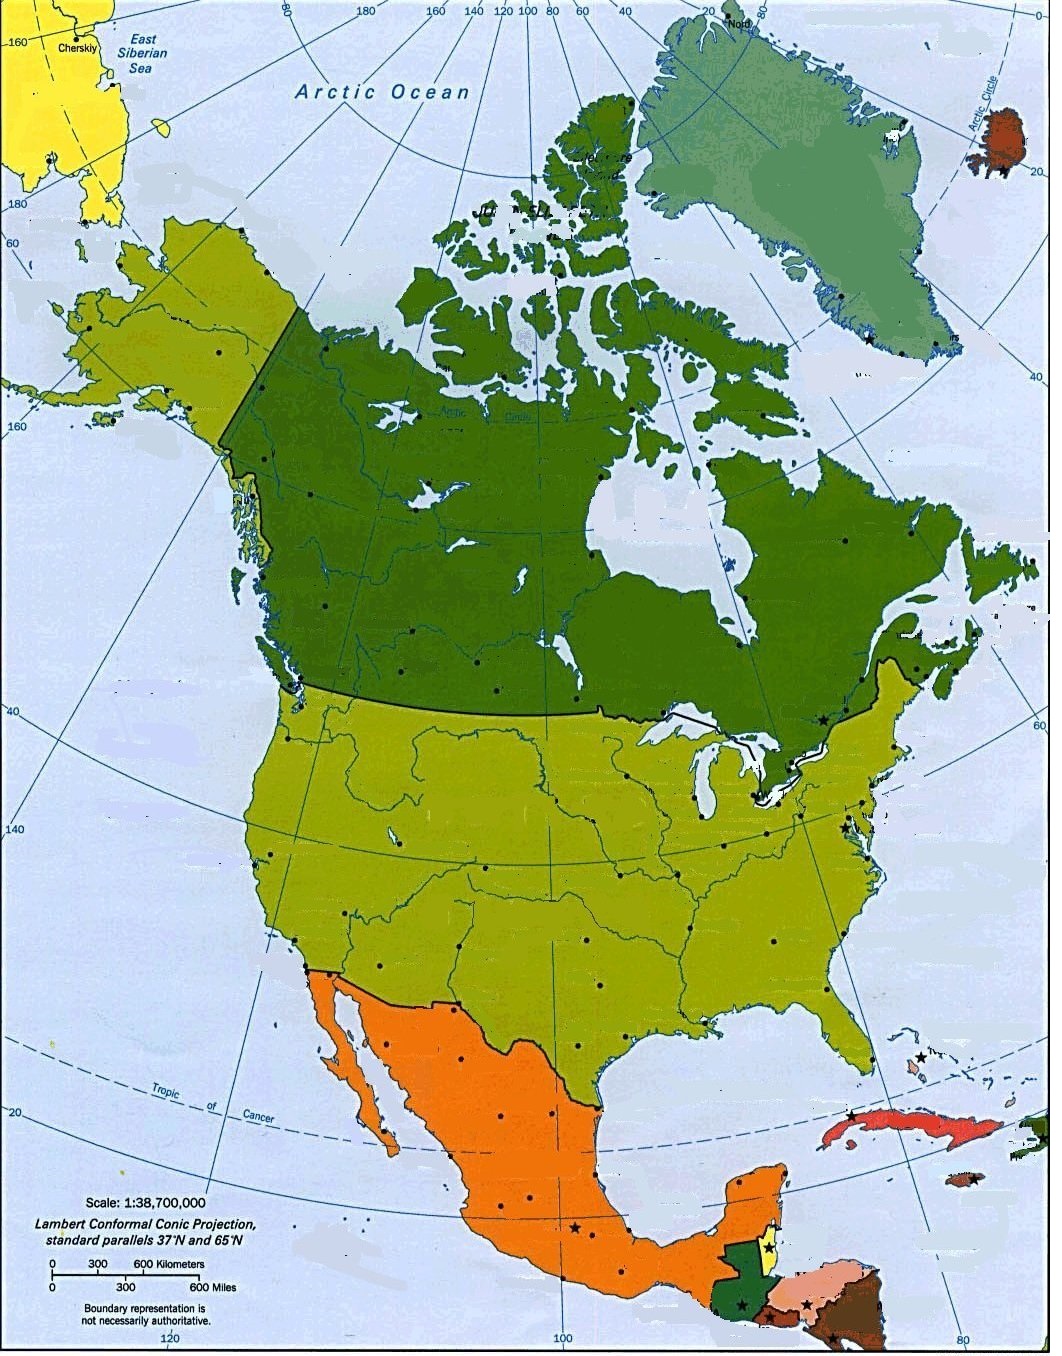 80
180
160
140
120
100
80
60
40
20
80
0
160
Cherskiy
East
Siberian
Sea
Nord
Arctic Ocean
Arctic Circle
20
180
60
40
160
Arctic
Circle
40
60
140
Tropic
of
Cancer
20
Scale: 1:38,700,000
Lambert Conformal Conic Projection,
standard parallels 37°N and 65°N
0 300 600 Kilometers
0 300 600 Miles
Boundary representation is
not necessarily authoritative.
120
100
80